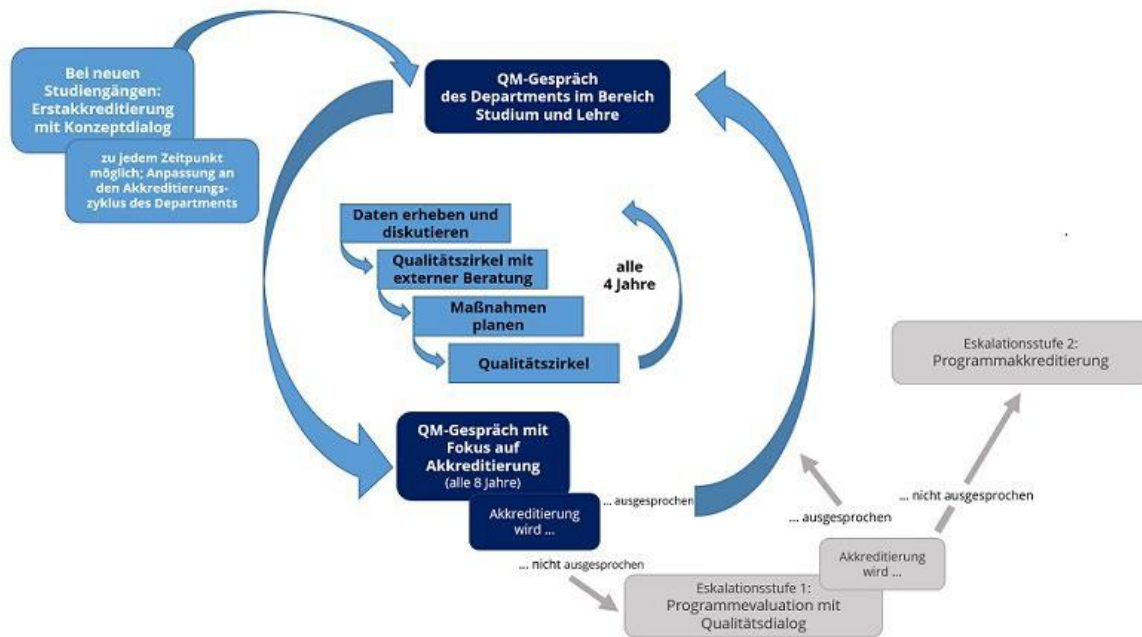 Bei neuen
Studiengängen:
Erstakkreditierung
mit Konzeptdialog
zu jedem Zeitpunkt
möglich; Anpassung an
den Akkreditierungs-
zyklus des Departments
QM-Gespräch
des Departments im Bereich
Studium und Lehre
Daten erheben und
diskutieren
Qualitätszirkel mit
externer Beratung
Maßnahmen
planen
Qualitätszirkel
alle
4 Jahre
QM-Gespräch mit
Fokus auf
Akkreditierung
(alle 8 Jahre)
Akkreditierung
wird ...
... ausgesprochen
... nicht ausgesprochen
Eskalationsstufe 1:
Programmevaluation mit
Qualitätsdialog
Akkreditierung
wird ...
... ausgesprochen
... nicht ausgesprochen
Eskalationsstufe 2:
Programmakkreditierung